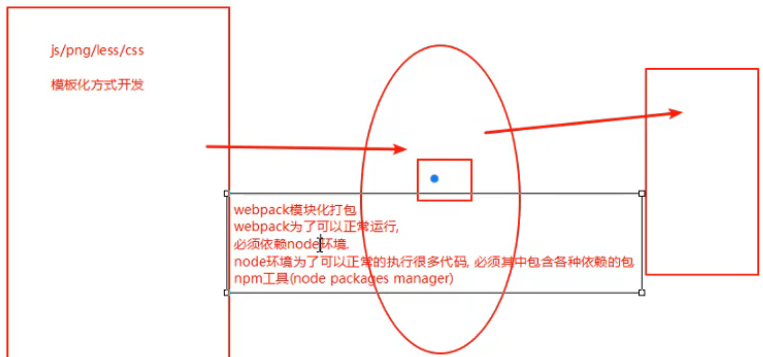 js/png/less/css
模板化方式开发
webpack模块化打包
webpack为了可以正常运行,
必须依赖node环境.
node环境为了可以正常的执行很多代码, 必须其中包含各种依赖的包
npm工具(node packages manager)